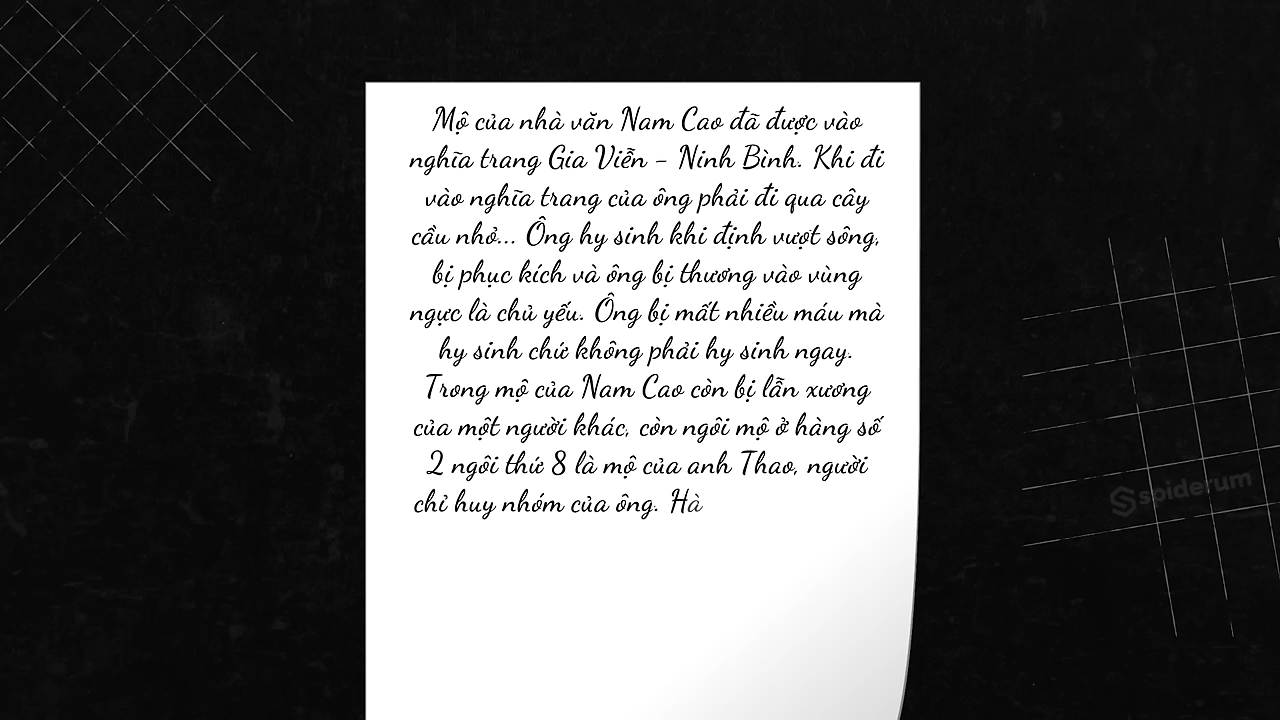 Mộ của nhà văn Nam Cao đã được vào
nghĩa trang Gia Viễn - Ninh Bình. Khi đi
vào nghĩa trang của ông phải đi qua cây
cầu nhỏ... Ông hy sinh khi định vượt sông,
bị phục kích và ông bị thương vào vùng
ngực là chủ yếu. Ông bị mất nhiều máu mà
hy sinh chứ không phải hy sinh ngay.
Trong mộ của Nam Cao còn bị lẫn xương
của một người khác, còn ngôi mộ ở hàng số
2 ngôi thứ 8 là mộ của anh Thao, người
chỉ huy nhóm của ông. Hà
spiderum